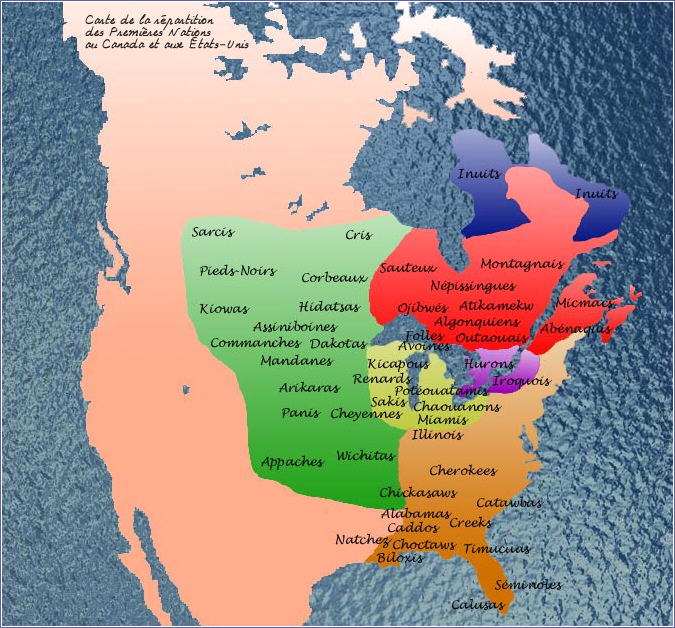 Carte de la répartition
des Premières Nations
au Canada et aux États-Unis
Inuits
Inuits
Sarcis
Cris
Pieds-Noirs
Corbeaux
Sauteux
Montagnais
Népissingues
Kiowas
Hidatsas
Ojibwés
Atikamekw
Micmacs
Assiniboines
Algonquiens
Abénaquis
Commanches
Dakotas
Folles
Avoines
Outaouais
Mandanes
Kicapous
Hurons
Renards
Iroquois
Arikaras
Potéouatamis
Sakis
Chaouanons
Panis
Cheyennes
Miamis
Illinois
Appaches
Wichitas
Cherokees
Chickasaws
Catawbas
Alabamas
Creeks
Caddos
Natchez
Choctaws
Timucuas
Biloxis
Séminoles
Calusas